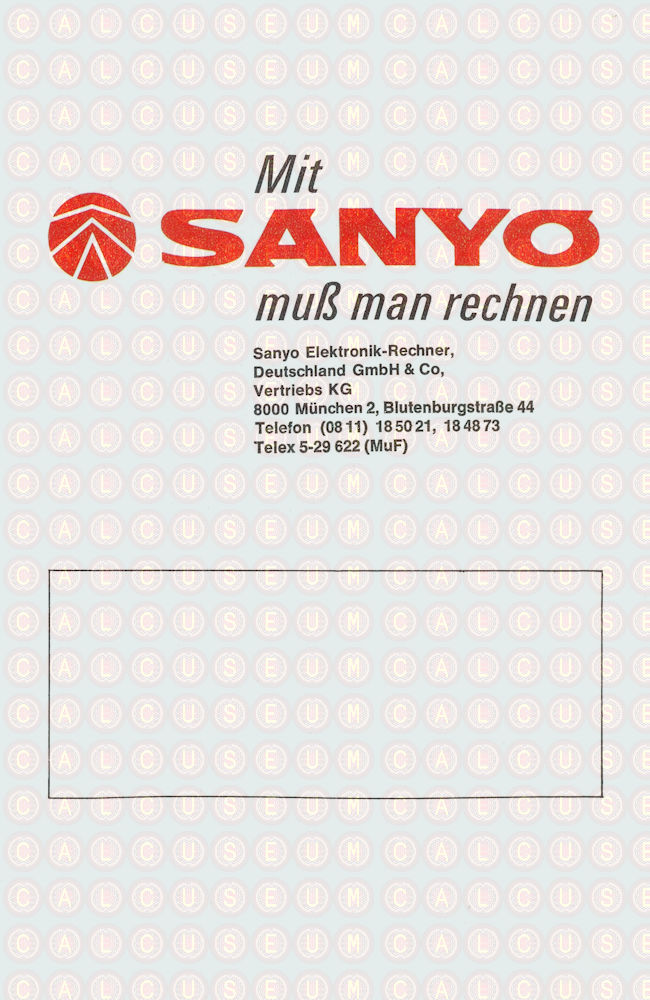 Mit
SANYO
muß man rechnen
Sanyo Elektronik-Rechner,
Deutschland GmbH & Co,
Vertriebs KG
8000 München 2, Blutenburgstraße 44
Telefon (08 11) 18 50 21, 18 48 73
Telex 5-29 622 (MuF)
CALCUSEUM